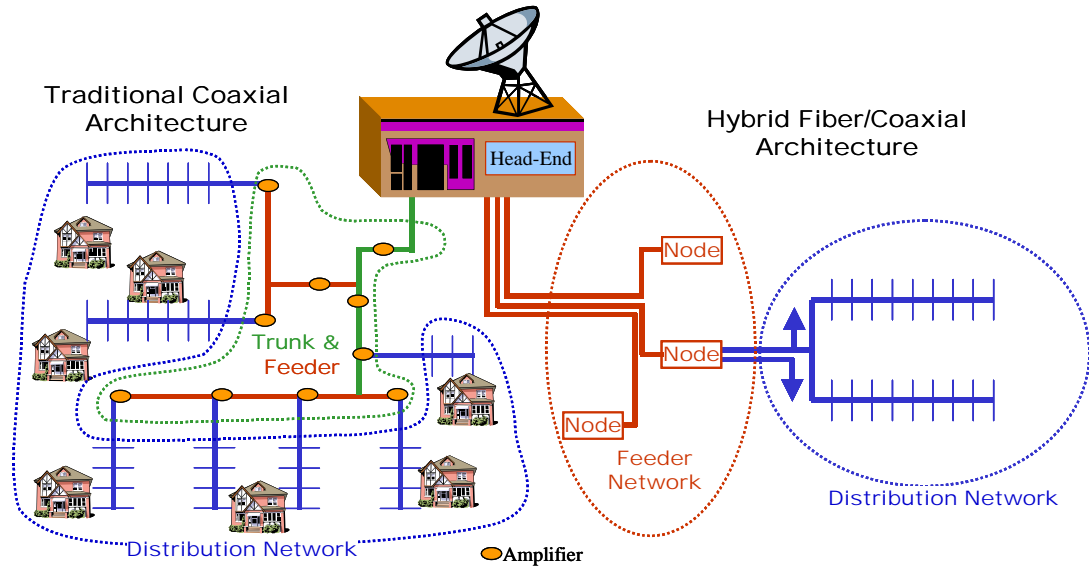 Traditional Coaxial
Architecture
Head-End
Hybrid Fiber/Coaxial
Architecture
Trunk &
Feeder
Node
Node
Node
Feeder
Network
Distribution Network
Distribution Network
Amplifier